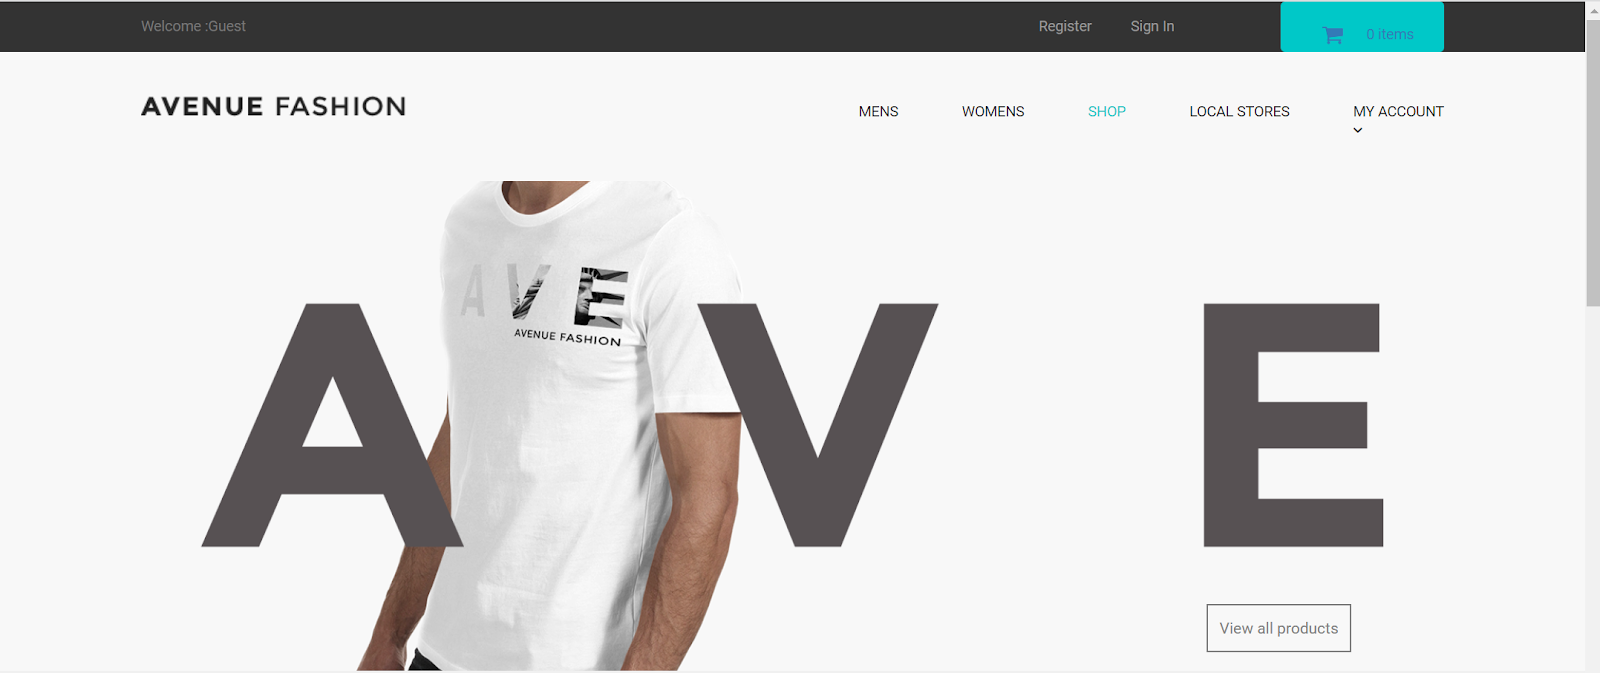 Welcome :Guest
Register
Sign In
0 items
AVENUE FASHION
MENS
WOMENS
SHOP
LOCAL STORES
MY ACCOUNT
A V E
AVENUE FASHION
A V E
View all products